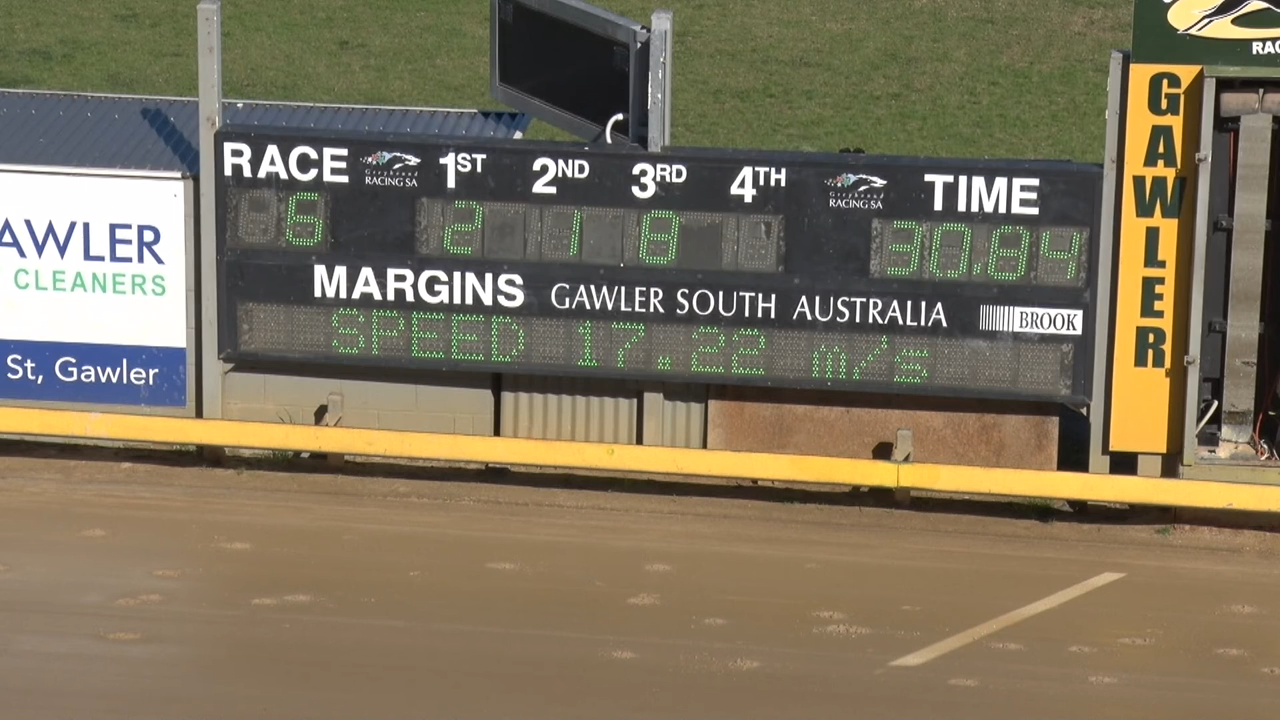 RAC
GAWLER
RACE Greyhound RACING SA 1ST 2ND 3RD 4TH Greyhound RACING SA TIME
6 2 1 8 30.84
MARGINS GAWLER SOUTH AUSTRALIA BROOK
SPEED 17.22 m/s
AWLER
CLEANERS
St, Gawler